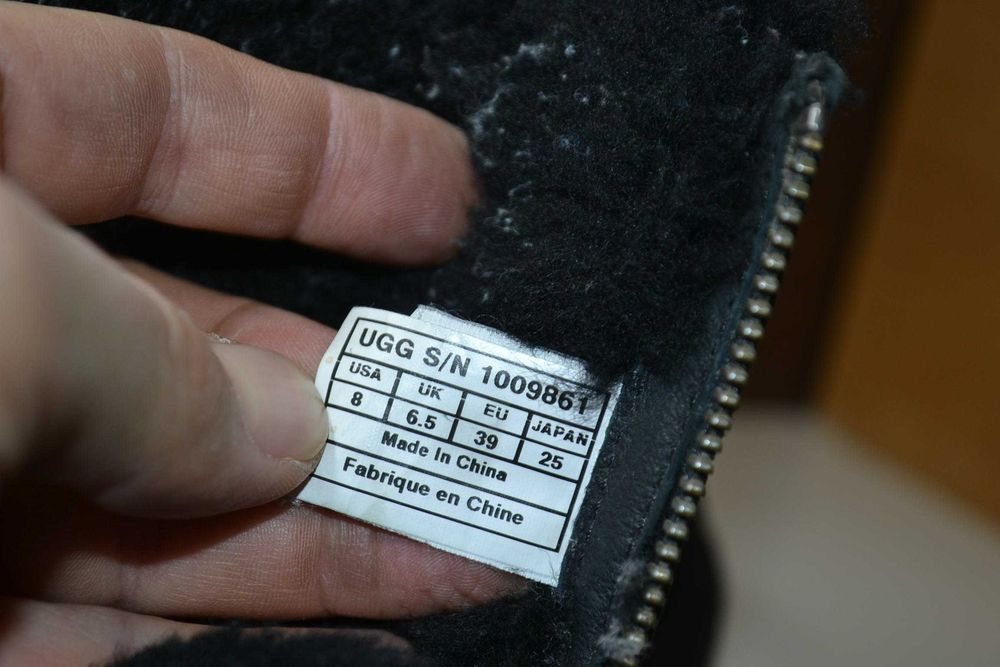 UGG S/N 1009861
USA UK EU JAPAN
8 6.5 39 25
Made In China
Fabrique en Chine